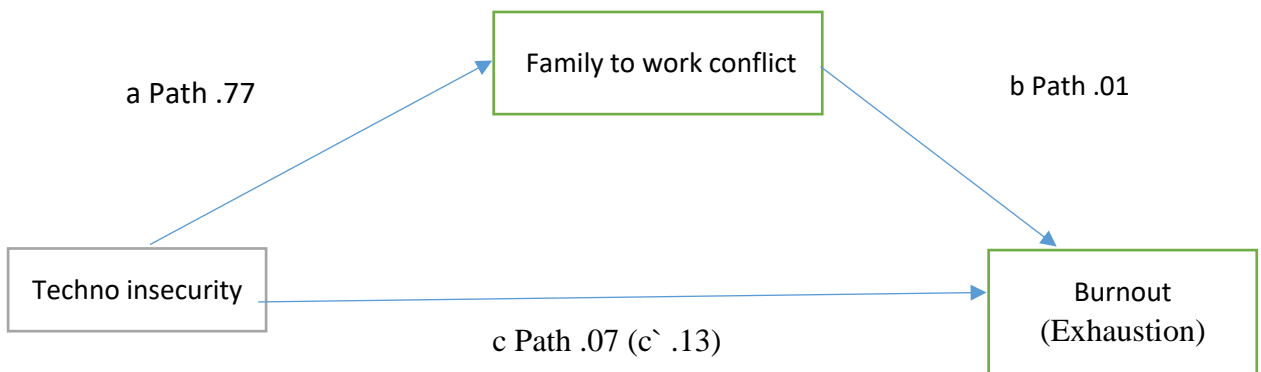 Family to work conflict
a Path .77
b Path .01
Techno insecurity
Burnout
(Exhaustion)
c Path .07 (c` .13)